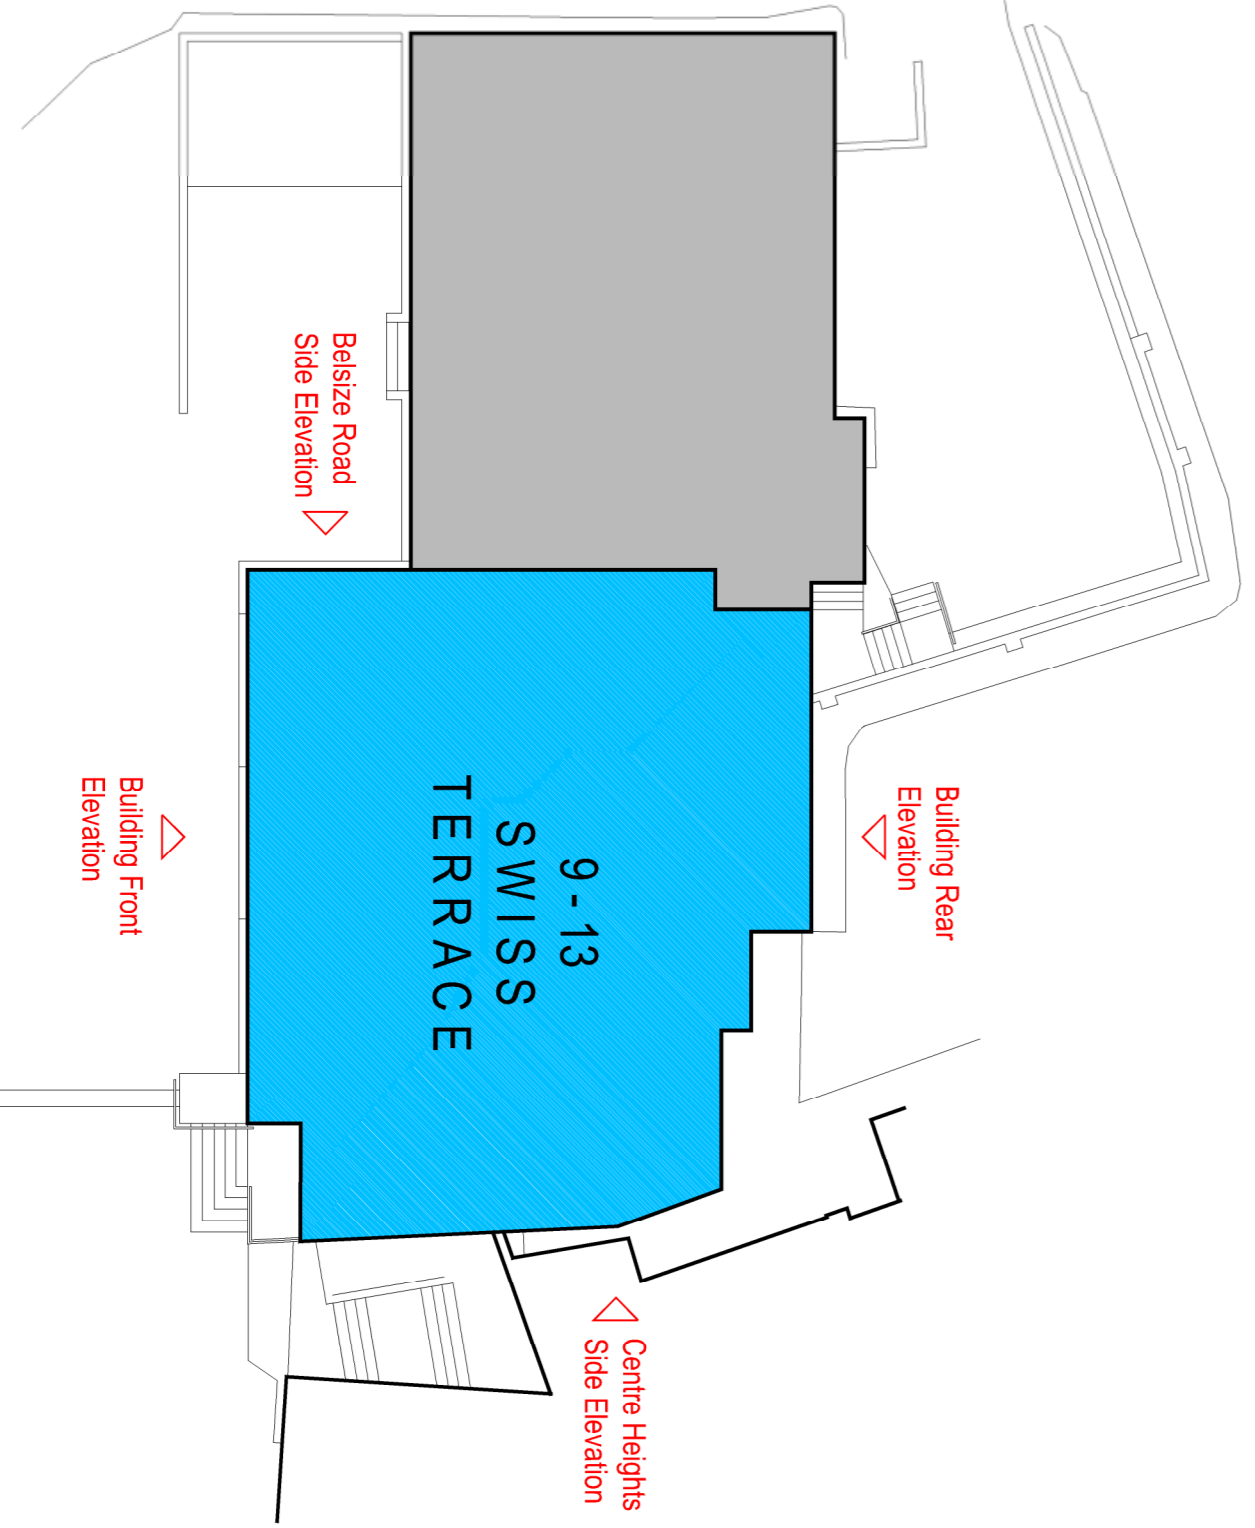 Belsize Road
Side Elevation
Building Front
Elevation
9-13
SWISS
TERRACE
Building Rear
Elevation
Centre Heights
Side Elevation